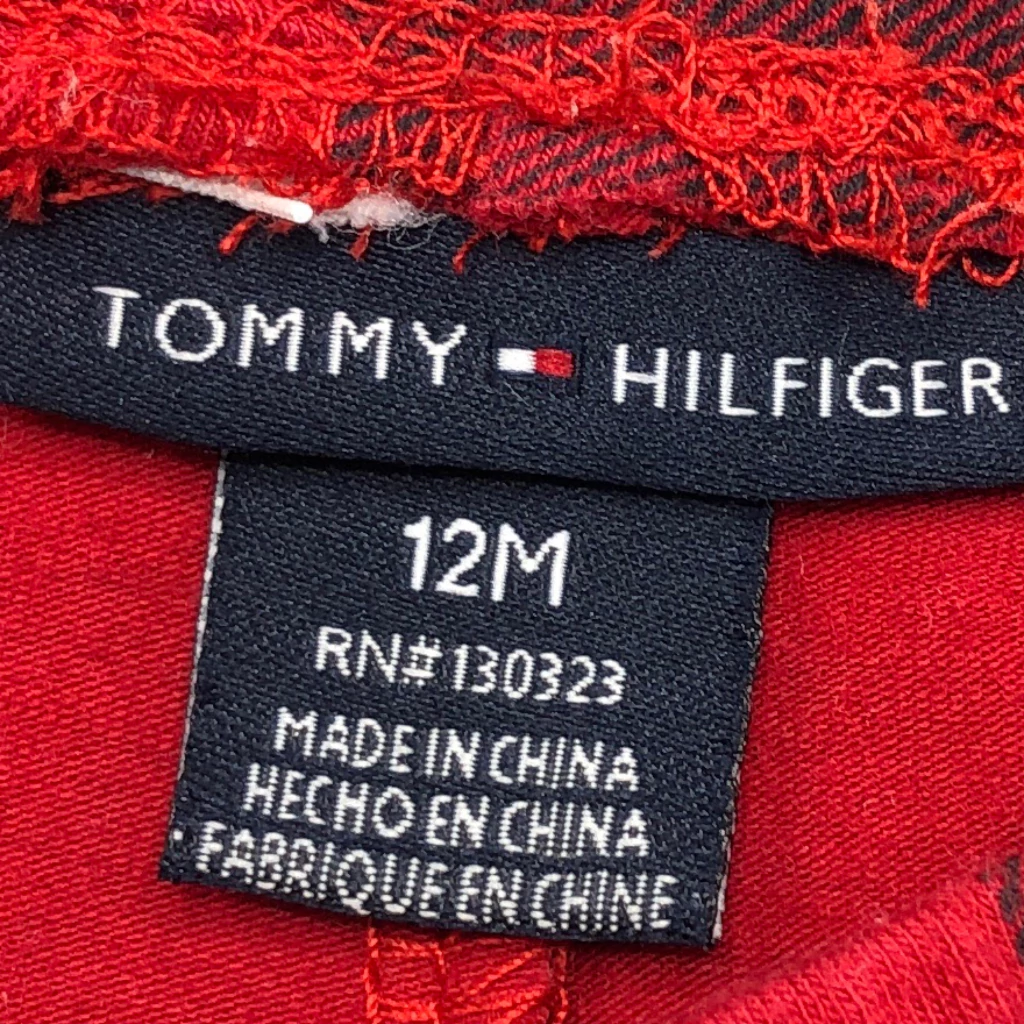 TOMMY HILFIGER
12M
RN#130323
MADE IN CHINA
HECHO EN CHINA
FABRIQUE EN CHINE